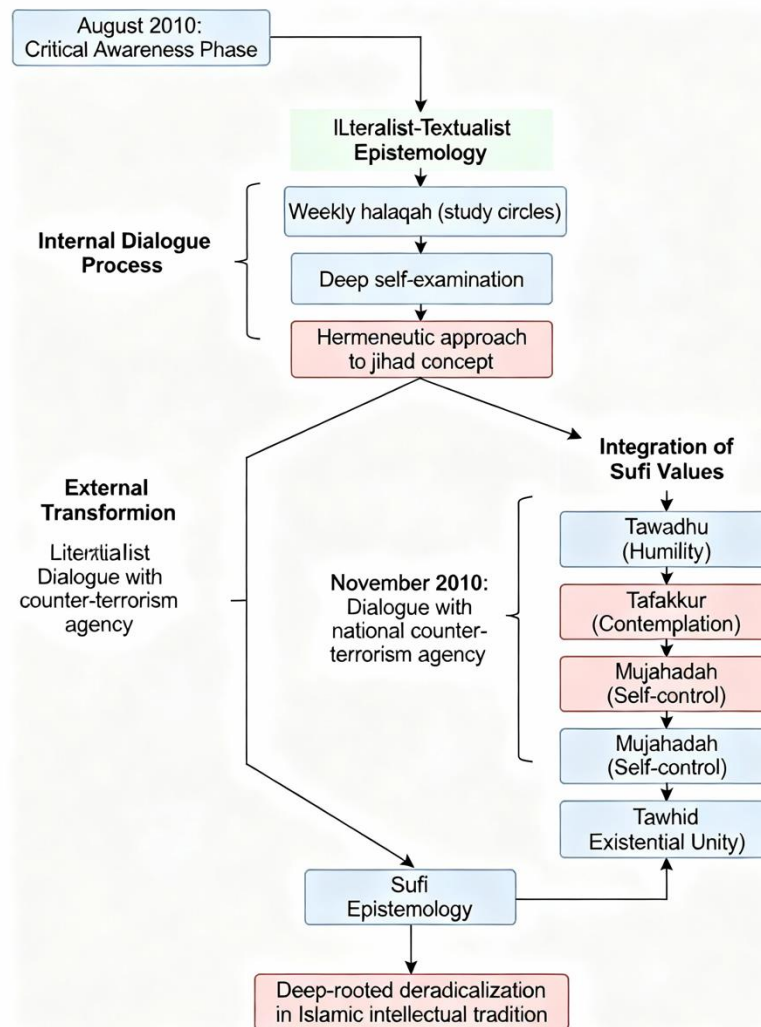 August 2010:
Critical Awareness Phase
lLteralist-Textualist
Epistemology
Internal Dialogue
Process
Weekly halaqah (study circles)
Deep self-examination
Hermeneutic approach
to jihad concept
External
Transformion
Dialogue with
counter-terrorism
agency
Integration of
Sufi Values
November 2010:
Dialogue with
national counter-
terrorism agency
Tawadhu
(Humility)
Tafakkur
(Contemplation)
Mujahadah
(Self-control)
Mujahadah
(Self-control)
Tawhid
Existential Unity)
Sufi
Epistemology
Deep-rooted deradicalization
in Islamic intellectual tradition